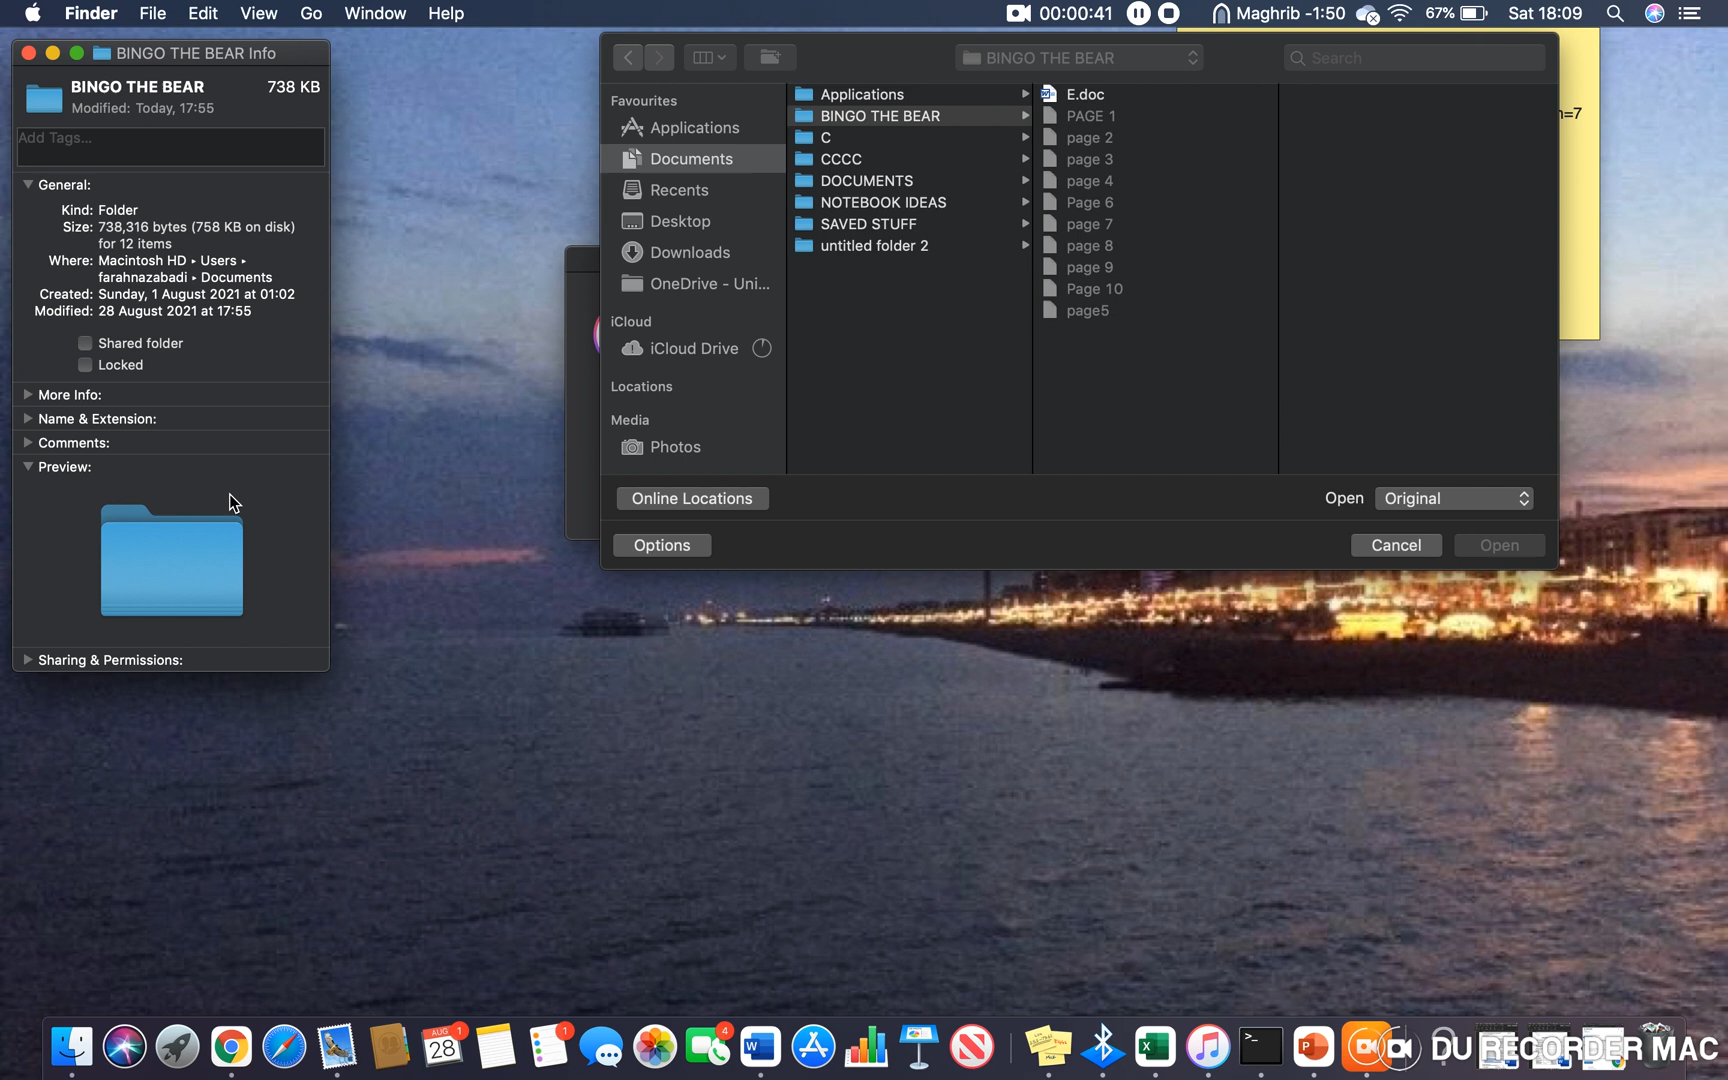 Finder File Edit View Go Window Help
00:00:41 Maghrib -1:50 67% Sat 18:09
BINGO THE BEAR Info
BINGO THE BEAR 738 KB
Modified: Today, 17:55
Add Tags...
General:
Kind: Folder
Size: 738,316 bytes (758 KB on disk)
for 12 items
Where: Macintosh HD ▸ Users ▸
farahnazabadi ▸ Documents
Created: Sunday, 1 August 2021 at 01:02
Modified: 28 August 2021 at 17:55
Shared folder
Locked
More Info:
Name & Extension:
Comments:
Preview:
Sharing & Permissions:
BINGO THE BEAR
Search
Favourites
Applications
Documents
Recents
Desktop
Downloads
OneDrive - Uni...
iCloud
iCloud Drive
Locations
Media
Photos
Applications
BINGO THE BEAR
C
CCCC
DOCUMENTS
NOTEBOOK IDEAS
SAVED STUFF
untitled folder 2
E.doc
PAGE 1
page 2
page 3
page 4
Page 6
page 7
page 8
page 9
Page 10
page5
Online Locations
Open Original
Options
Cancel Open
n=7
AUG
28
1
1
4
DU RECORDER MAC